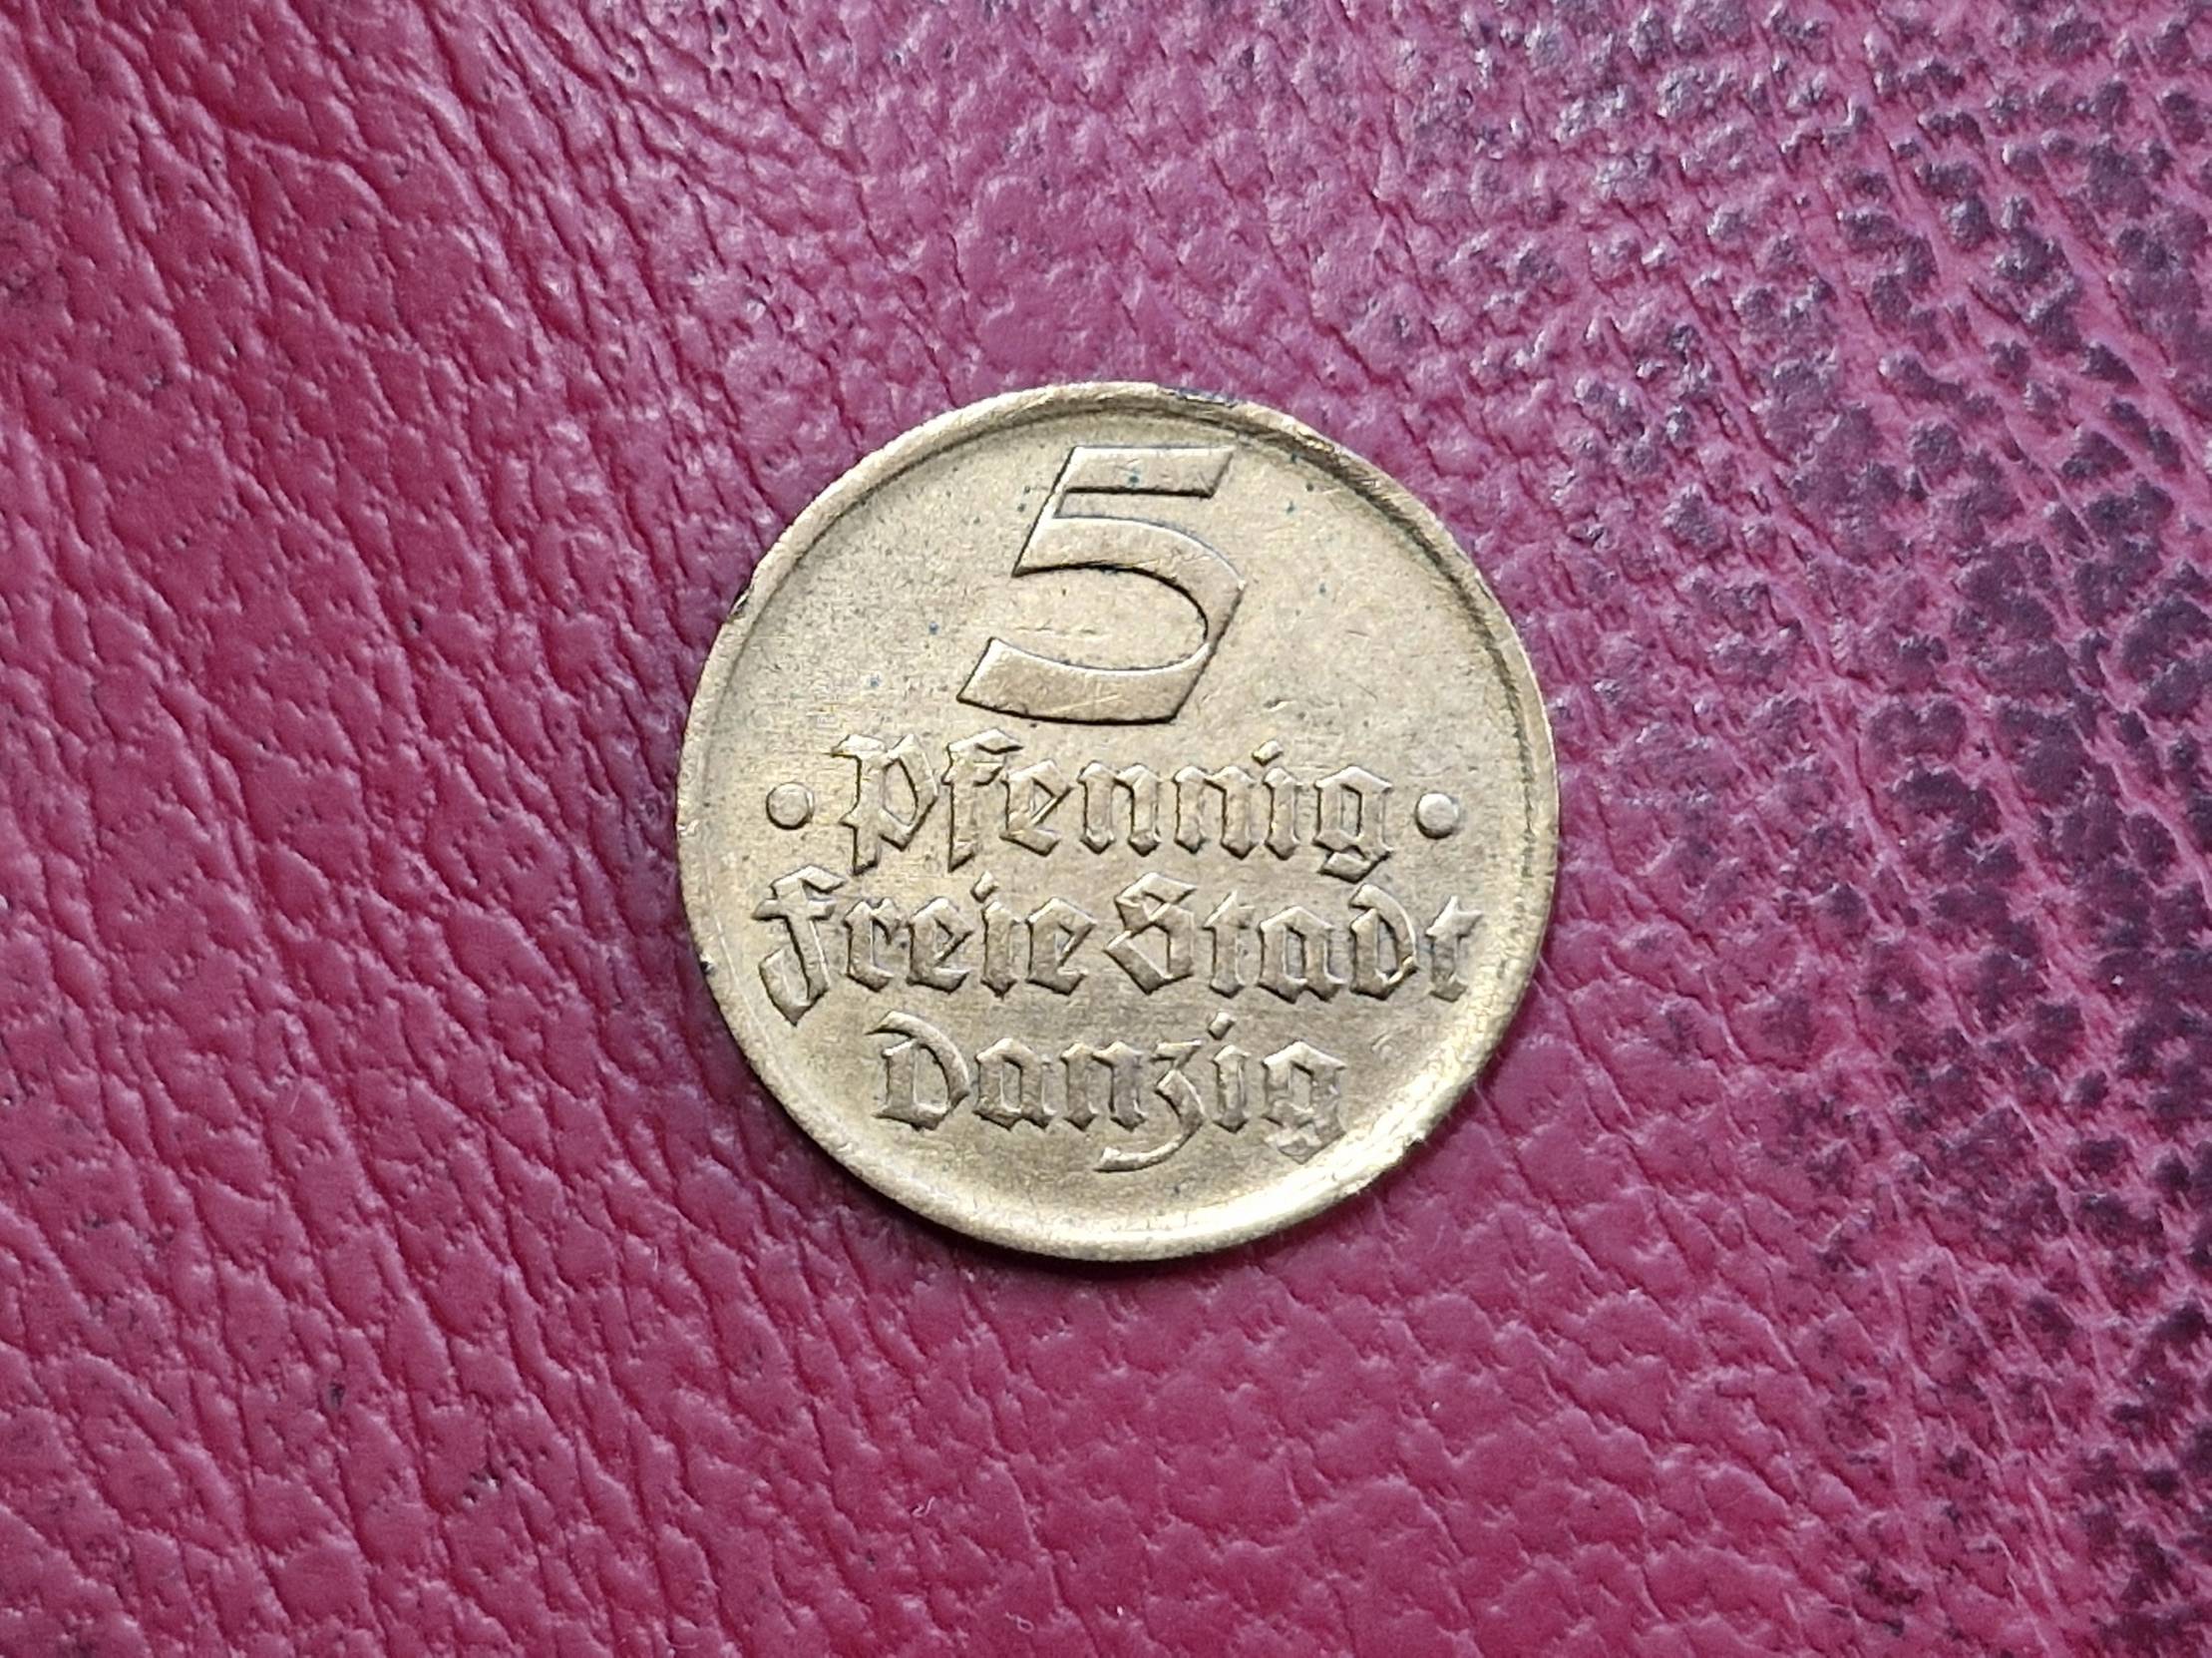 5
• Pfennig •
Freie Stadt
Danzig